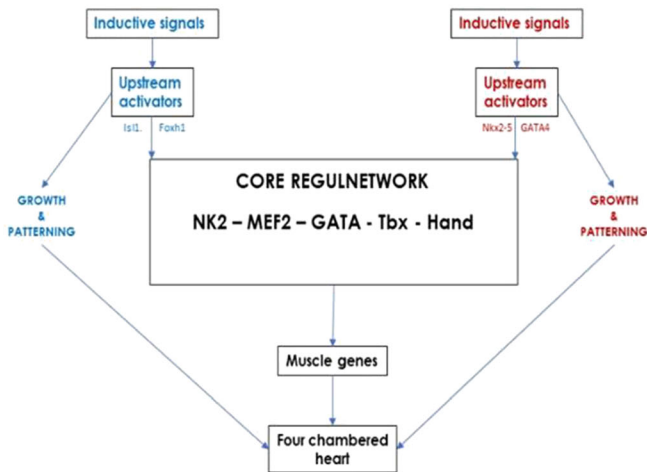 Inductive signals
Inductive signals
Upstream
activators
Upstream
activators
Isl1. Foxh1
Nkx2-5 GATA4
CORE REGULNETWORK
NK2 – MEF2 – GATA - Tbx - Hand
GROWTH
&
PATTERNING
GROWTH
&
PATTERNING
Muscle genes
Four chambered
heart